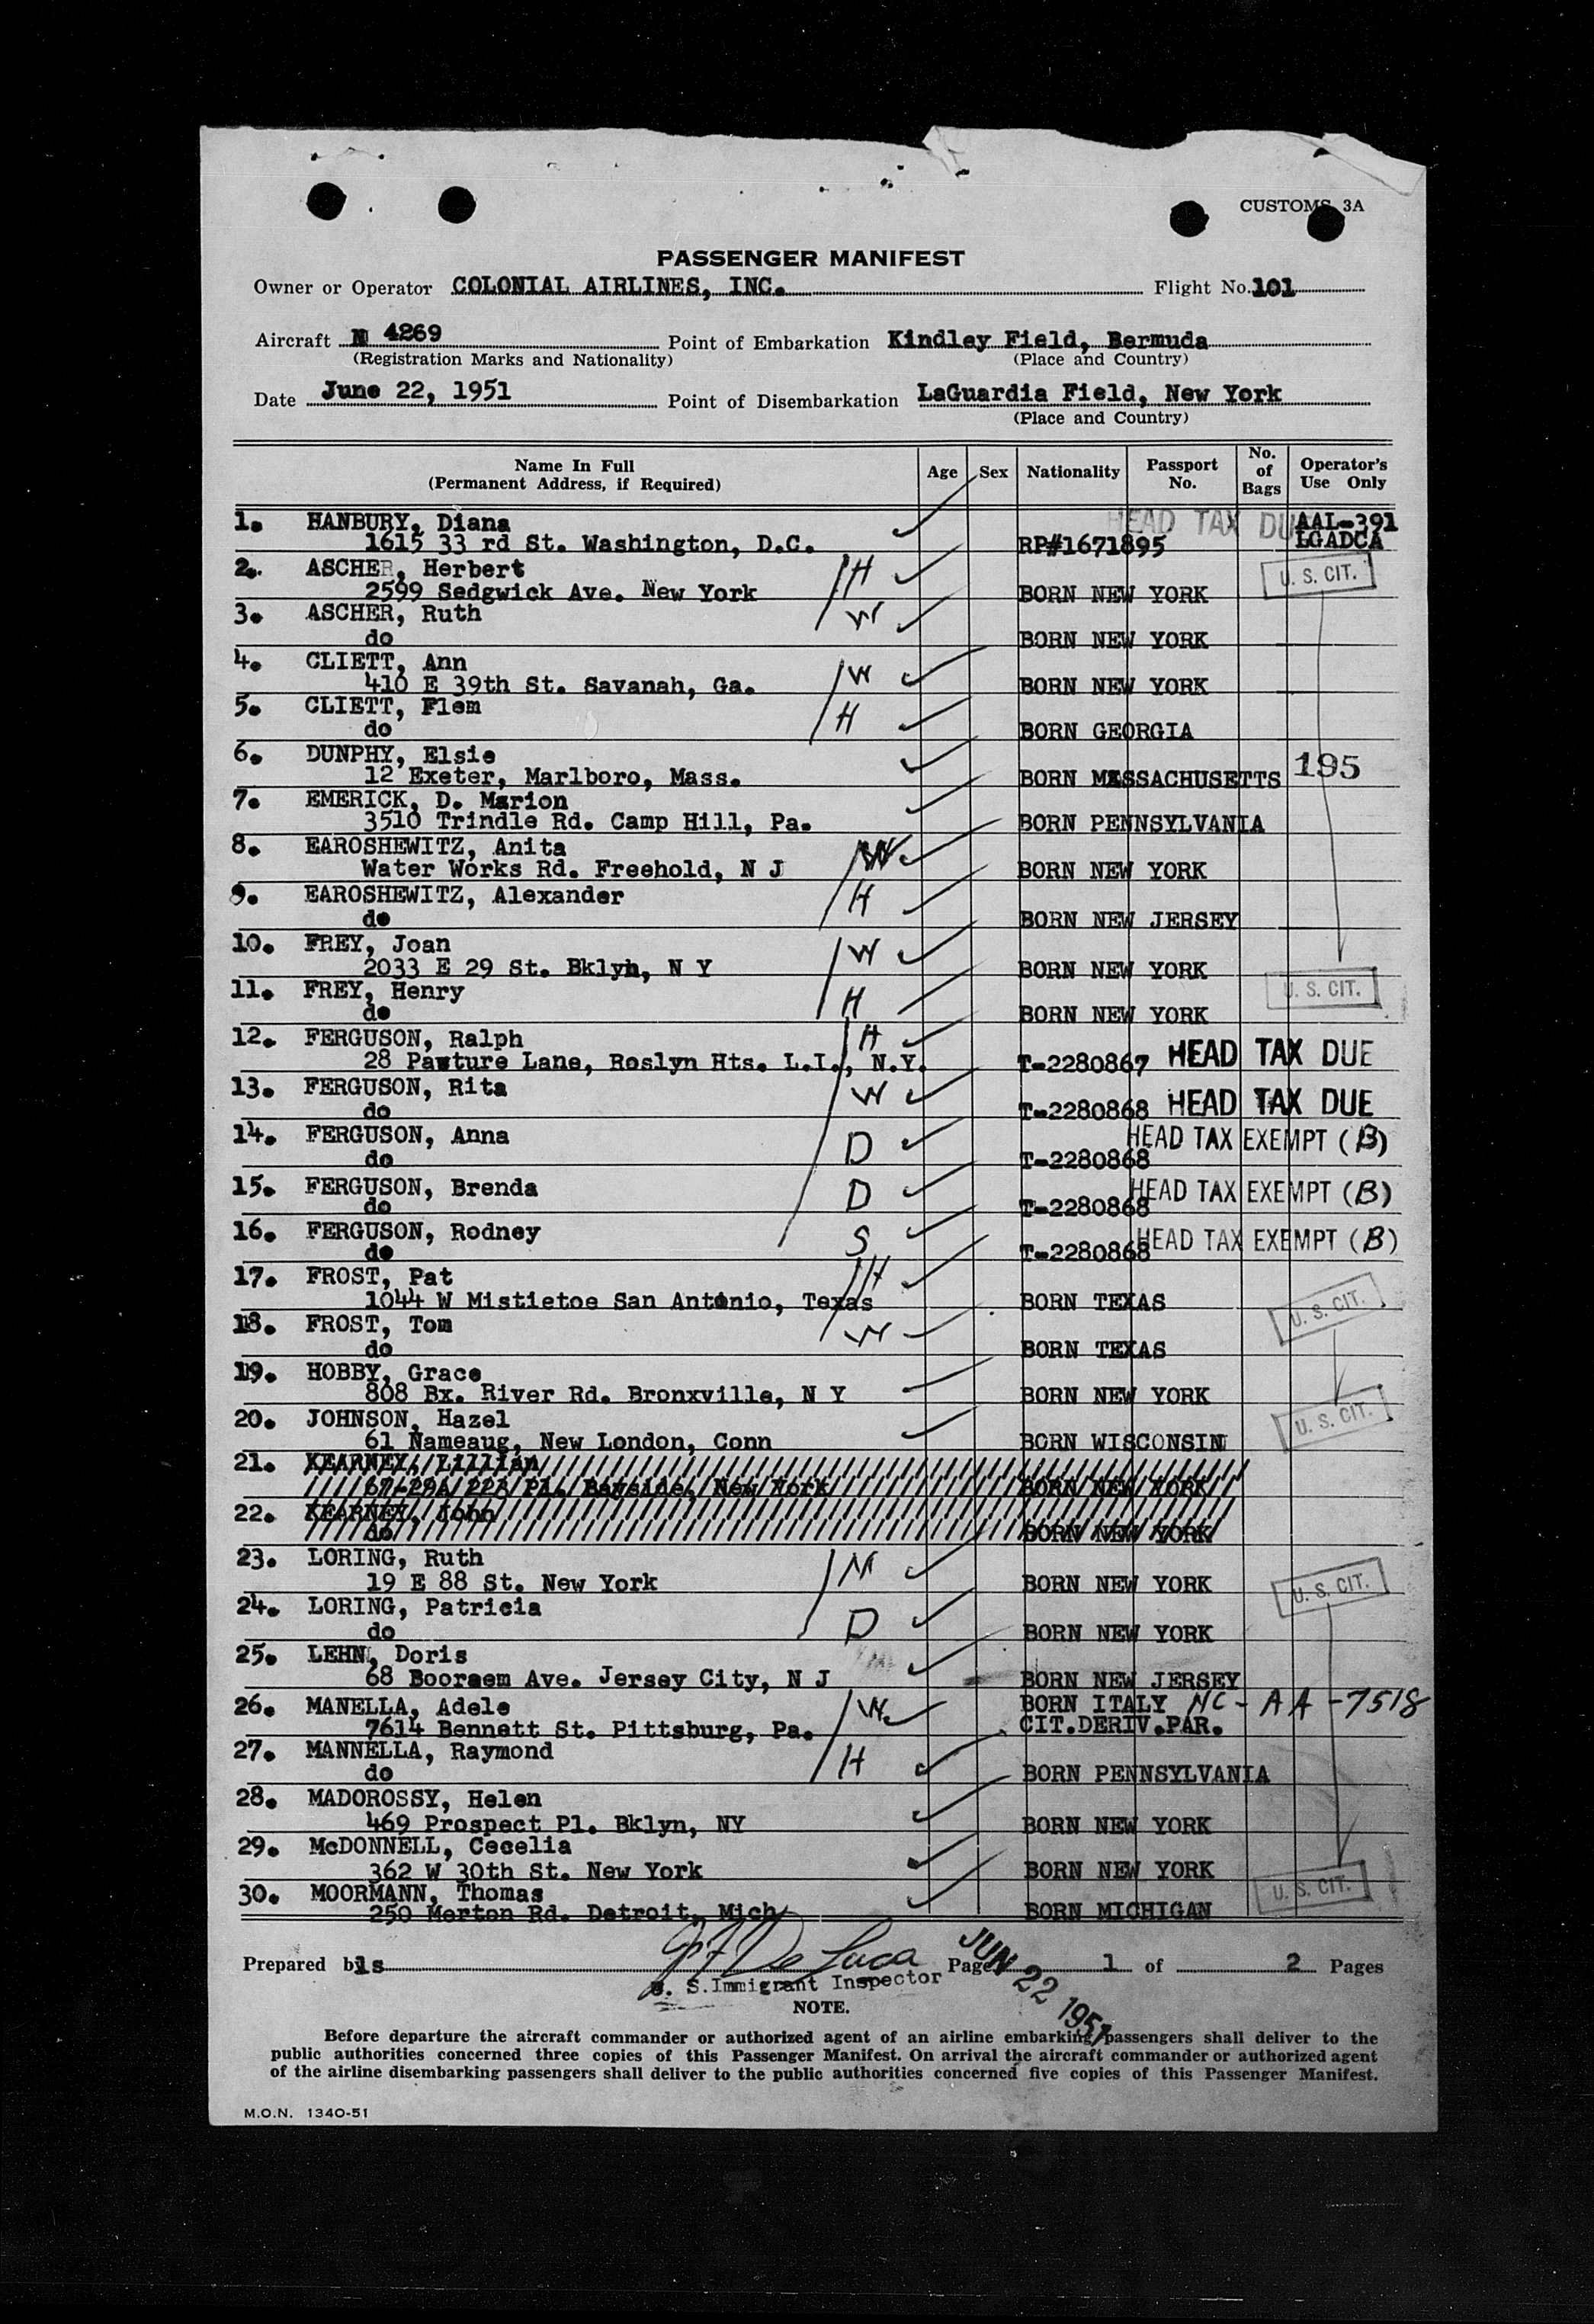 CUSTOMS 3A
PASSENGER MANIFEST
Owner or Operator COLONIAL AIRLINES, INC. Flight No. 101
Aircraft N 4269 Point of Embarkation Kindley Field, Bermuda
(Registration Marks and Nationality) (Place and Country)
Date June 22, 1951 Point of Disembarkation LaGuardia Field, New York
(Place and Country)
Name In Full (Permanent Address, if Required) Age Sex Nationality Passport No. No. of Bags Operator's Use Only
1. HANBURY, Diana HEAD TAX DU AAL-391
1615 33 rd St. Washington, D.C. RP#1671895 LGADCA
2. ASCHER, Herbert H U. S. CIT.
2599 Sedgwick Ave. New York BORN NEW YORK
3. ASCHER, Ruth W
do BORN NEW YORK
4. CLIETT, Ann W
410 E 39th St. Savanah, Ga. BORN NEW YORK
5. CLIETT, Flem H
do BORN GEORGIA
6. DUNPHY, Elsie 195
12 Exeter, Marlboro, Mass. BORN MASSACHUSETTS
7. EMERICK, D. Marion
3510 Trindle Rd. Camp Hill, Pa. BORN PENNSYLVANIA
8. EAROSHEWITZ, Anita W
Water Works Rd. Freehold, N J BORN NEW YORK
9. EAROSHEWITZ, Alexander H
do BORN NEW JERSEY
10. FREY, Joan W
2033 E 29 St. Bklyn, N Y BORN NEW YORK
11. FREY, Henry H U. S. CIT.
do BORN NEW YORK
12. FERGUSON, Ralph H
28 Pawture Lane, Roslyn Hts. L.I., N.Y. T-2280867 HEAD TAX DUE
13. FERGUSON, Rita W
do T-2280868 HEAD TAX DUE
14. FERGUSON, Anna D HEAD TAX EXEMPT (B)
do T-2280868
15. FERGUSON, Brenda D HEAD TAX EXEMPT (B)
do T-2280868
16. FERGUSON, Rodney S HEAD TAX EXEMPT (B)
do T-2280868
17. FROST, Pat H
1044 W Mistietoe San Antonio, Texas BORN TEXAS U. S. CIT.
18. FROST, Tom W
do BORN TEXAS
19. HOBBY, Grace
808 Bx. River Rd. Bronxville, N Y BORN NEW YORK
20. JOHNSON, Hazel U. S. CIT.
61 Nameaug, New London, Conn BORN WISCONSIN
21. KEARNEY, Lillian
67-29A 223 Pl. Bayside, New York BORN NEW YORK
22. KEARNEY, John
do BORN NEW YORK
23. LORING, Ruth M
19 E 88 St. New York BORN NEW YORK U. S. CIT.
24. LORING, Patricia D
do BORN NEW YORK
25. LEHN, Doris
68 Booraem Ave. Jersey City, N J BORN NEW JERSEY
26. MANELLA, Adele W BORN ITALY NC - AA - 7518
7614 Bennett St. Pittsburg, Pa. CIT.DERIV.PAR.
27. MANNELLA, Raymond H
do BORN PENNSYLVANIA
28. MADOROSSY, Helen
469 Prospect Pl. Bklyn, NY BORN NEW YORK
29. McDONNELL, Cecelia
362 W 30th St. New York BORN NEW YORK
30. MOORMANN, Thomas U. S. CIT.
250 Merton Rd. Detroit, Mich BORN MICHIGAN
Prepared by ls J F De Luca Page 1 of 2 Pages
U. S. Immigrant Inspector JUN 22 1951
NOTE.
Before departure the aircraft commander or authorized agent of an airline embarking passengers shall deliver to the
public authorities concerned three copies of this Passenger Manifest. On arrival the aircraft commander or authorized agent
of the airline disembarking passengers shall deliver to the public authorities concerned five copies of this Passenger Manifest.
M.O.N. 1340-51